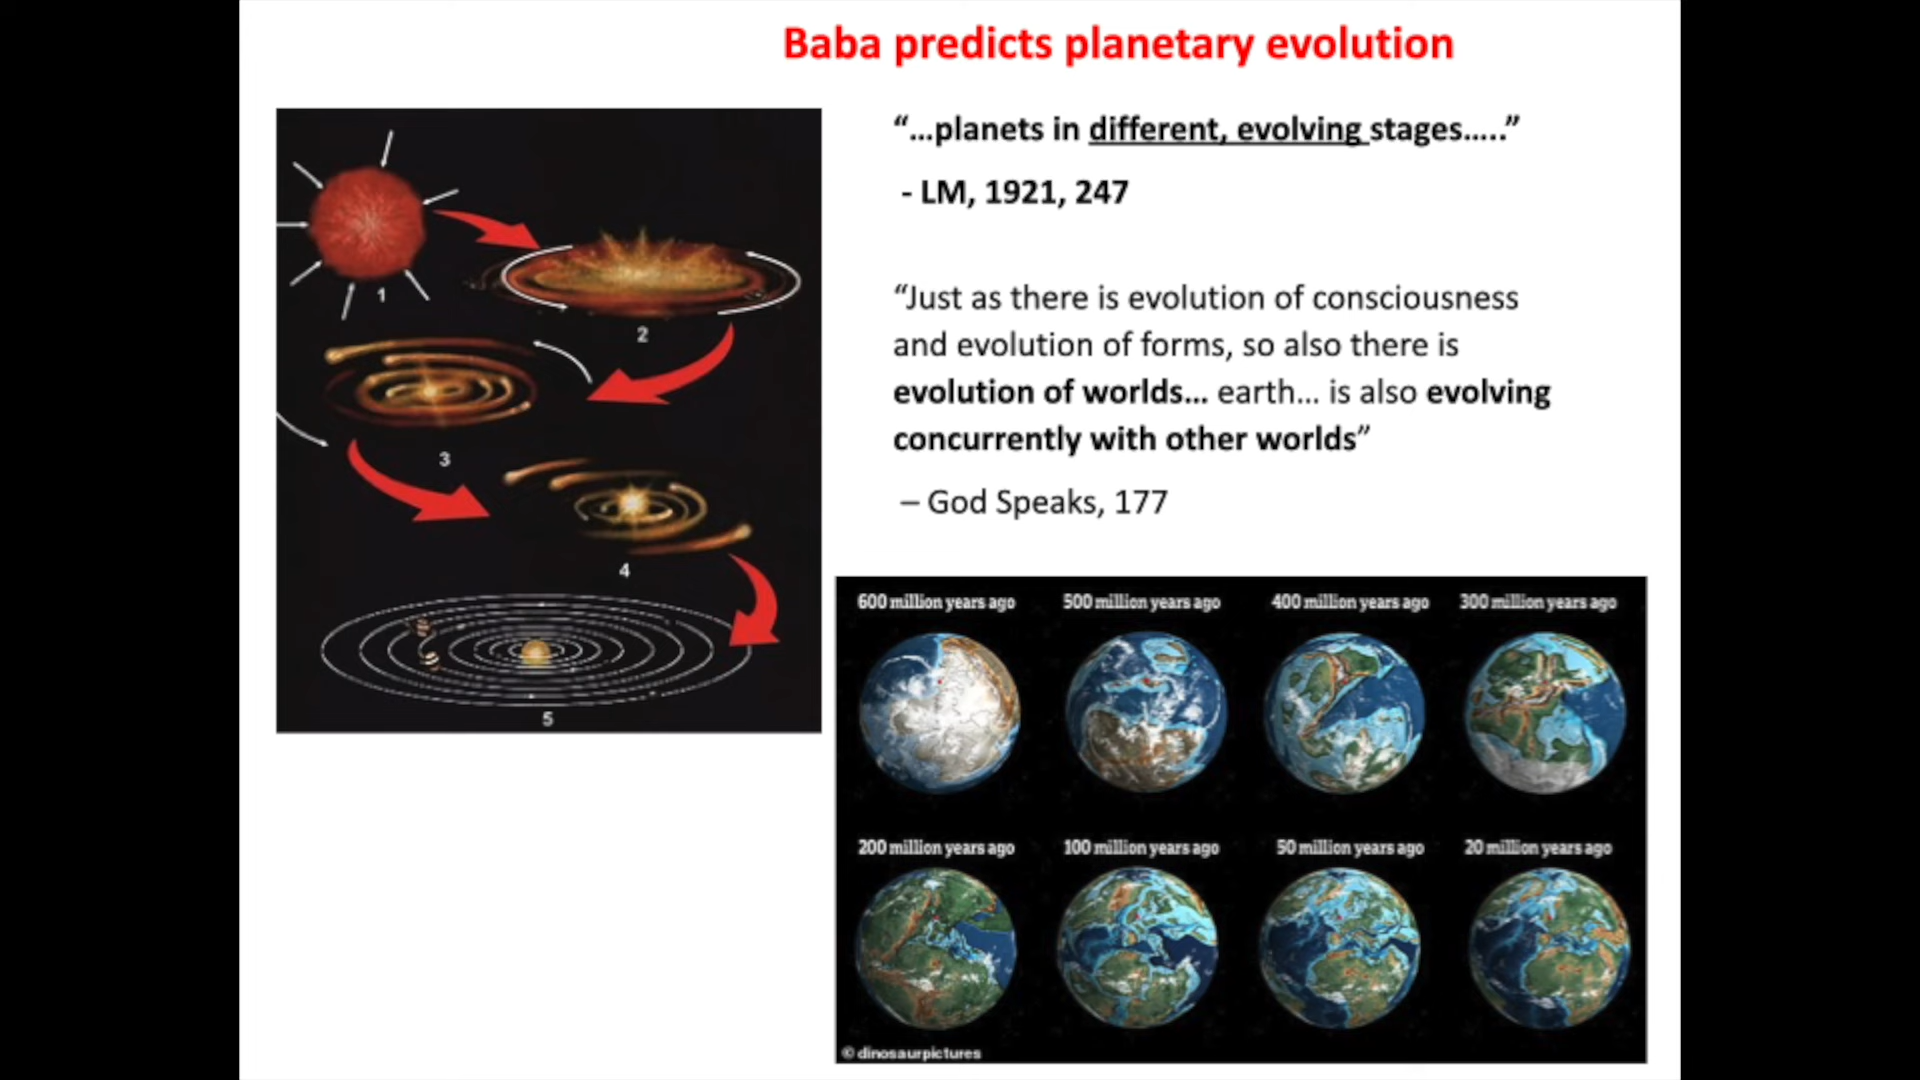 Baba predicts planetary evolution
“...planets in different, evolving stages.....”
- LM, 1921, 247
“Just as there is evolution of consciousness
and evolution of forms, so also there is
evolution of worlds... earth... is also evolving
concurrently with other worlds”
– God Speaks, 177
1
2
3
4
5
600 million years ago
500 million years ago
400 million years ago
300 million years ago
200 million years ago
100 million years ago
50 million years ago
20 million years ago
© dinosaurpictures